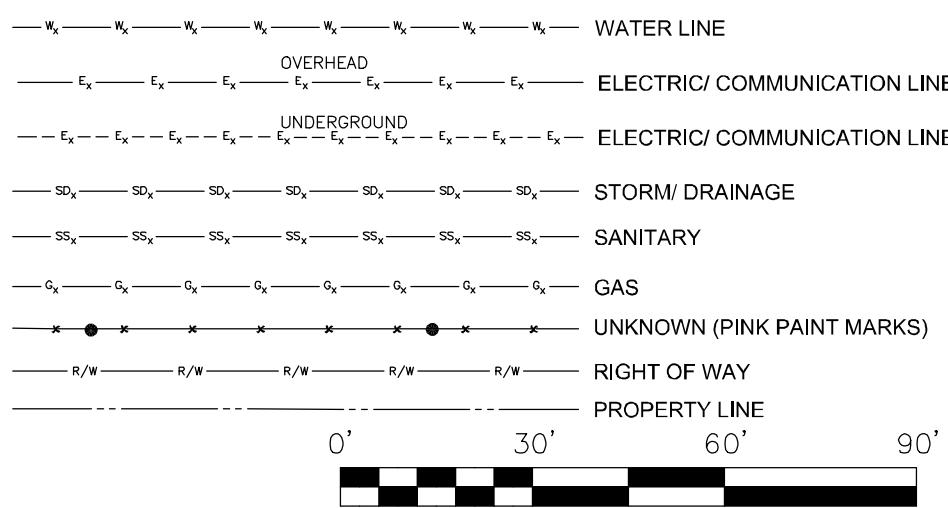 Wx Wx Wx Wx Wx Wx Wx Wx WATER LINE
OVERHEAD
Ex Ex Ex Ex Ex Ex Ex ELECTRIC/ COMMUNICATION LINE
UNDERGROUND
Ex Ex Ex Ex Ex Ex Ex Ex Ex Ex ELECTRIC/ COMMUNICATION LINE
SDx SDx SDx SDx SDx SDx SDx STORM/ DRAINAGE
SSx SSx SSx SSx SSx SSx SSx SANITARY
Gx Gx Gx Gx Gx Gx Gx Gx GAS
UNKNOWN (PINK PAINT MARKS)
R/W R/W R/W R/W R/W RIGHT OF WAY
PROPERTY LINE
0' 30' 60' 90'